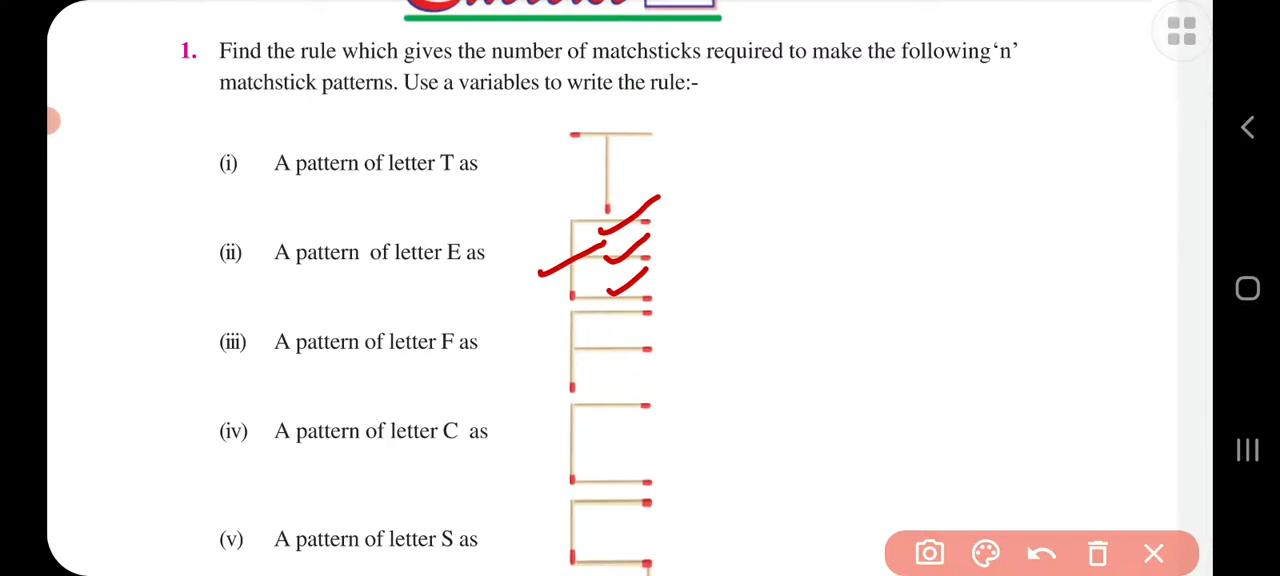 1. Find the rule which gives the number of matchsticks required to make the following ‘n’
matchstick patterns. Use a variables to write the rule:-
(i) A pattern of letter T as
(ii) A pattern of letter E as
(iii) A pattern of letter F as
(iv) A pattern of letter C as
(v) A pattern of letter S as